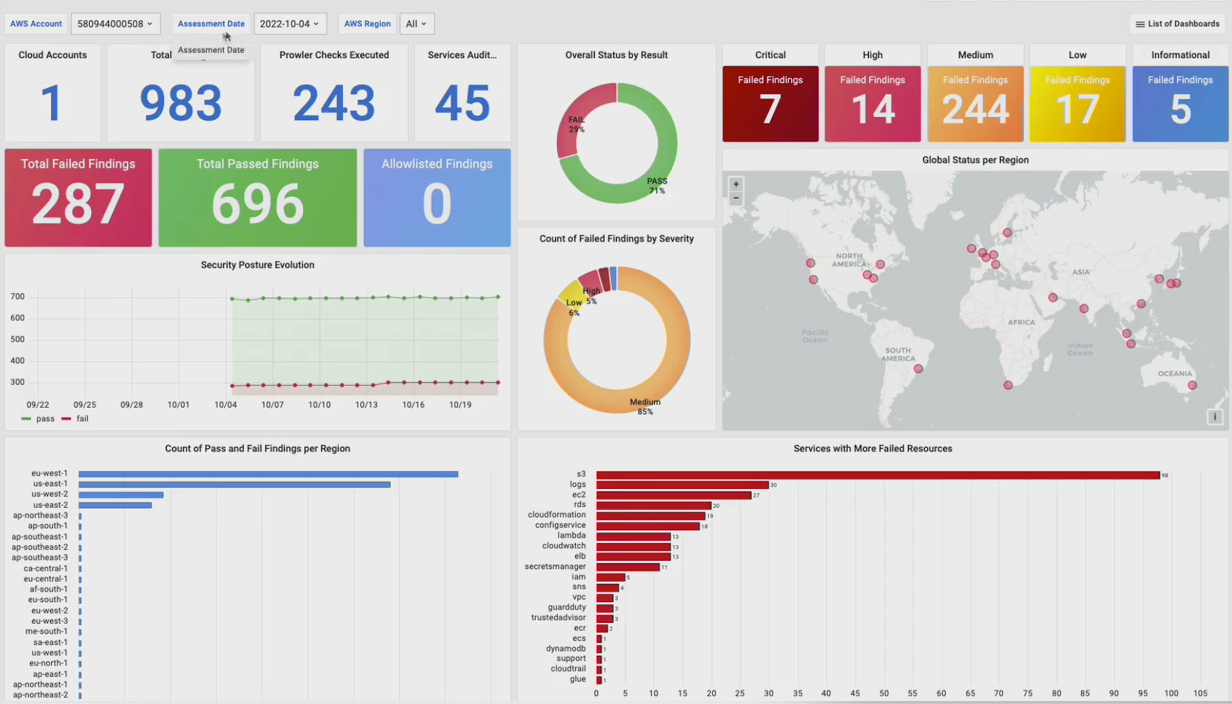 AWS Account 580944000508 Assessment Date 2022-10-04 AWS Region All List of Dashboards
Assessment Date
Cloud Accounts
1
Total
983
Prowler Checks Executed
243
Services Audit...
45
Total Failed Findings
287
Total Passed Findings
696
Allowlisted Findings
0
Overall Status by Result
FAIL
29%
PASS
71%
Critical
Failed Findings
7
High
Failed Findings
14
Medium
Failed Findings
244
Low
Failed Findings
17
Informational
Failed Findings
5
Security Posture Evolution
700
600
500
400
300
09/22 09/25 09/28 10/01 10/04 10/07 10/10 10/13 10/16 10/19
pass fail
Count of Failed Findings by Severity
High
5%
Low
6%
Medium
85%
Global Status per Region
+
−
NORTH
AMERICA
ASIA
AFRICA
Pacific
Ocean
Indian
Ocean
SOUTH
AMERICA
OCEANIA
i
Count of Pass and Fail Findings per Region
eu-west-1
us-east-1
us-west-2
us-east-2
ap-northeast-3
ap-south-1
ap-southeast-1
ap-southeast-2
ap-southeast-3
ca-central-1
eu-central-1
af-south-1
eu-south-1
eu-west-2
eu-west-3
me-south-1
sa-east-1
us-west-1
eu-north-1
ap-east-1
ap-northeast-1
ap-northeast-2
Services with More Failed Resources
s3 98
logs 30
ec2 27
rds 20
cloudformation 19
configservice 18
lambda 13
cloudwatch 13
elb 13
secretsmanager 11
iam 5
sns 4
vpc 3
guardduty 3
trustedadvisor 3
ecr 2
ecs 1
dynamodb 1
support 1
cloudtrail 1
glue 1
0 5 10 15 20 25 30 35 40 45 50 55 60 65 70 75 80 85 90 95 100 105